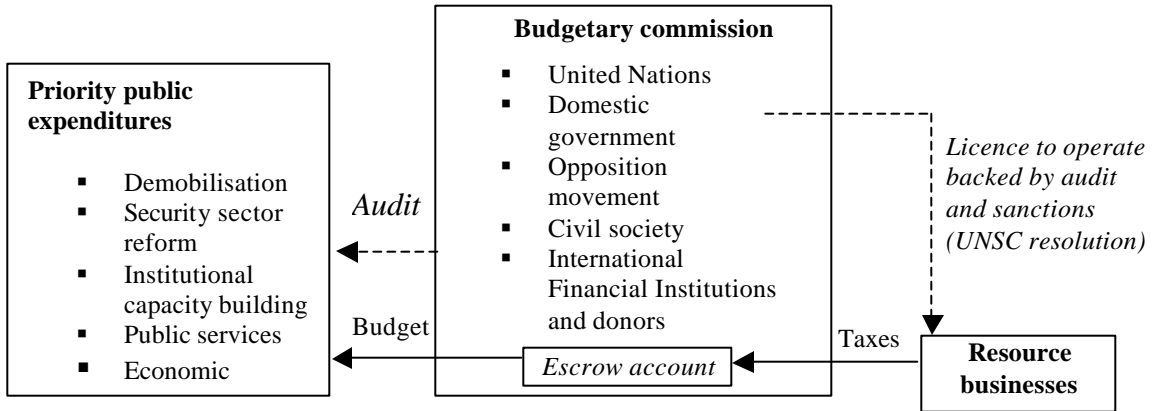 Priority public
expenditures
▪ Demobilisation
▪ Security sector
reform
▪ Institutional
capacity building
▪ Public services
▪ Economic
Audit
Budget
Budgetary commission
▪ United Nations
▪ Domestic
government
▪ Opposition
movement
▪ Civil society
▪ International
Financial Institutions
and donors
Escrow account
Taxes
Licence to operate
backed by audit
and sanctions
(UNSC resolution)
Resource
businesses